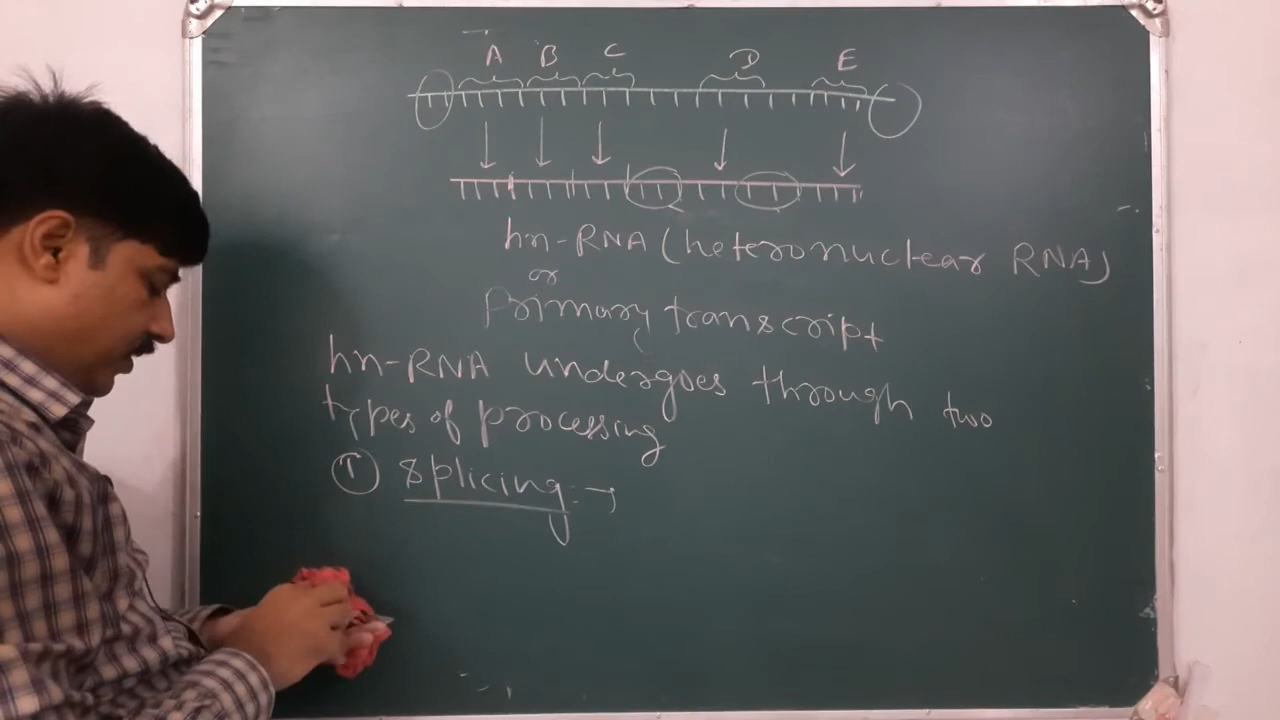 A B C D E
hn-RNA (heteronuclear RNA)
or
Primary transcript
hn-RNA undergoes through two
types of processing
① Splicing:→